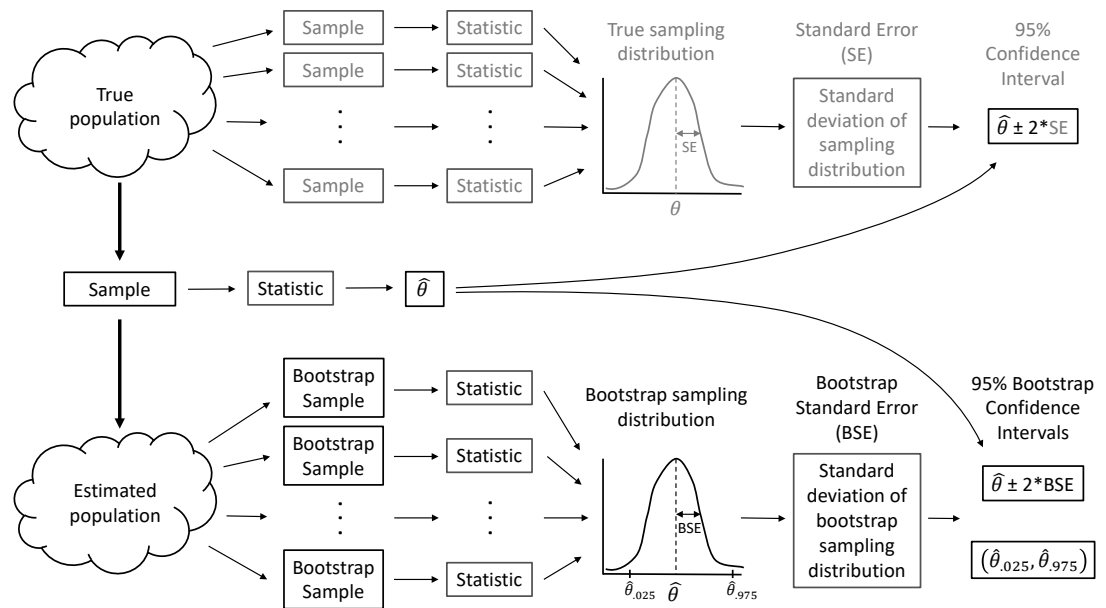 True
population
Sample
Statistic
Sample
Statistic
Sample
Statistic
True sampling
distribution
SE
θ
Standard Error
(SE)
Standard
deviation of
sampling
distribution
95%
Confidence
Interval
θ̂ ± 2*SE
Sample
Statistic
θ̂
Estimated
population
Bootstrap
Sample
Statistic
Bootstrap
Sample
Statistic
Bootstrap
Sample
Statistic
Bootstrap sampling
distribution
BSE
θ̂.025
θ̂
θ̂.975
Bootstrap
Standard Error
(BSE)
Standard
deviation of
bootstrap
sampling
distribution
95% Bootstrap
Confidence
Intervals
θ̂ ± 2*BSE
(θ̂.025, θ̂.975)